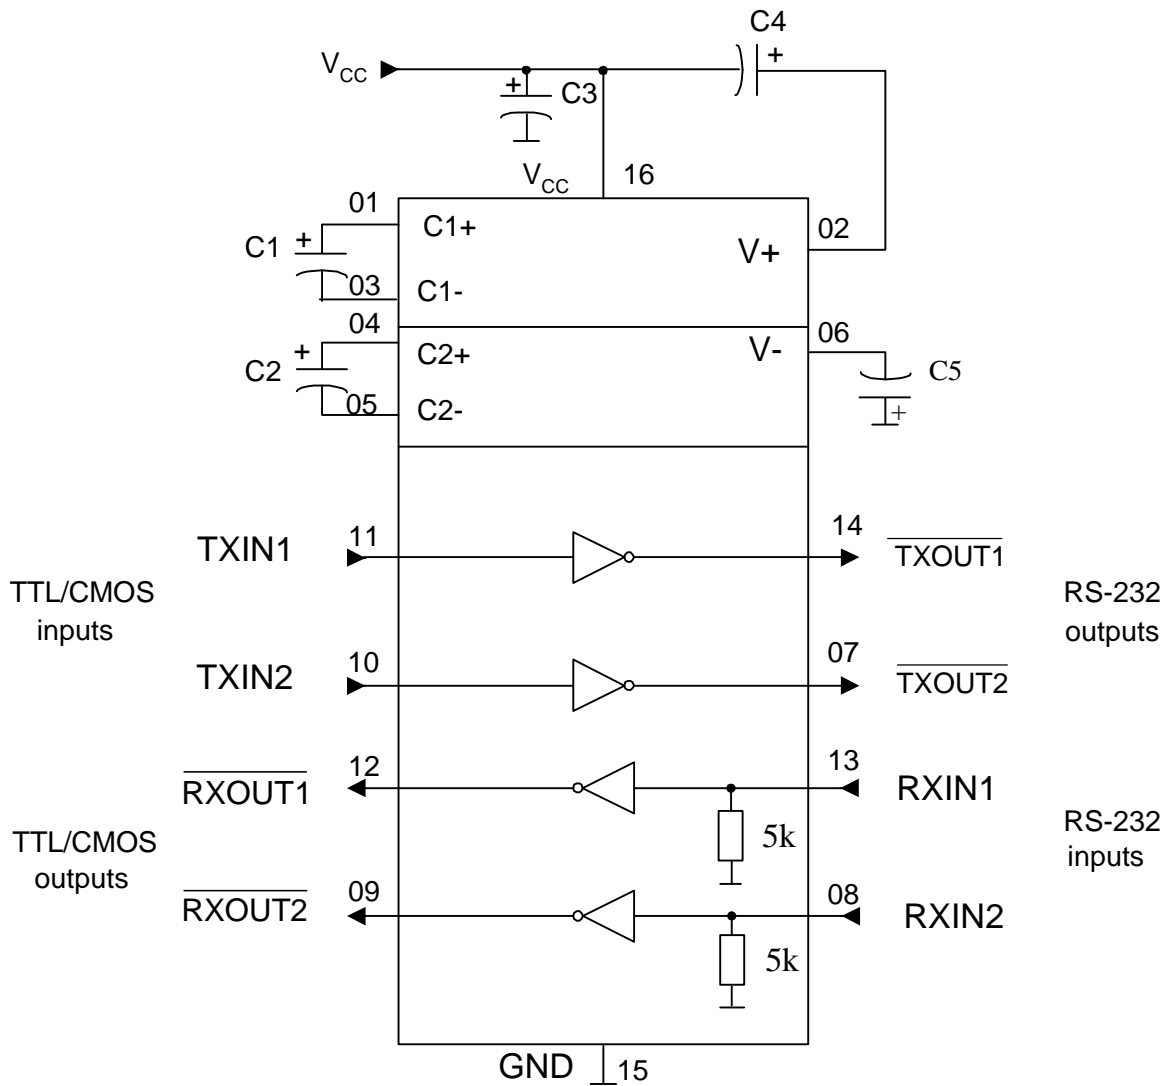 C4
+
VCC
+
C3
VCC
16
01
C1+
02
C1
+
V+
03
C1-
04
06
C2
+
C2+
V-
C5
05
C2-
+
11
14
TXIN1
TXOUT1
TTL/CMOS
inputs
RS-232
outputs
10
07
TXIN2
TXOUT2
12
13
RXOUT1
RXIN1
5k
TTL/CMOS
outputs
RS-232
inputs
09
08
RXOUT2
RXIN2
5k
GND
15